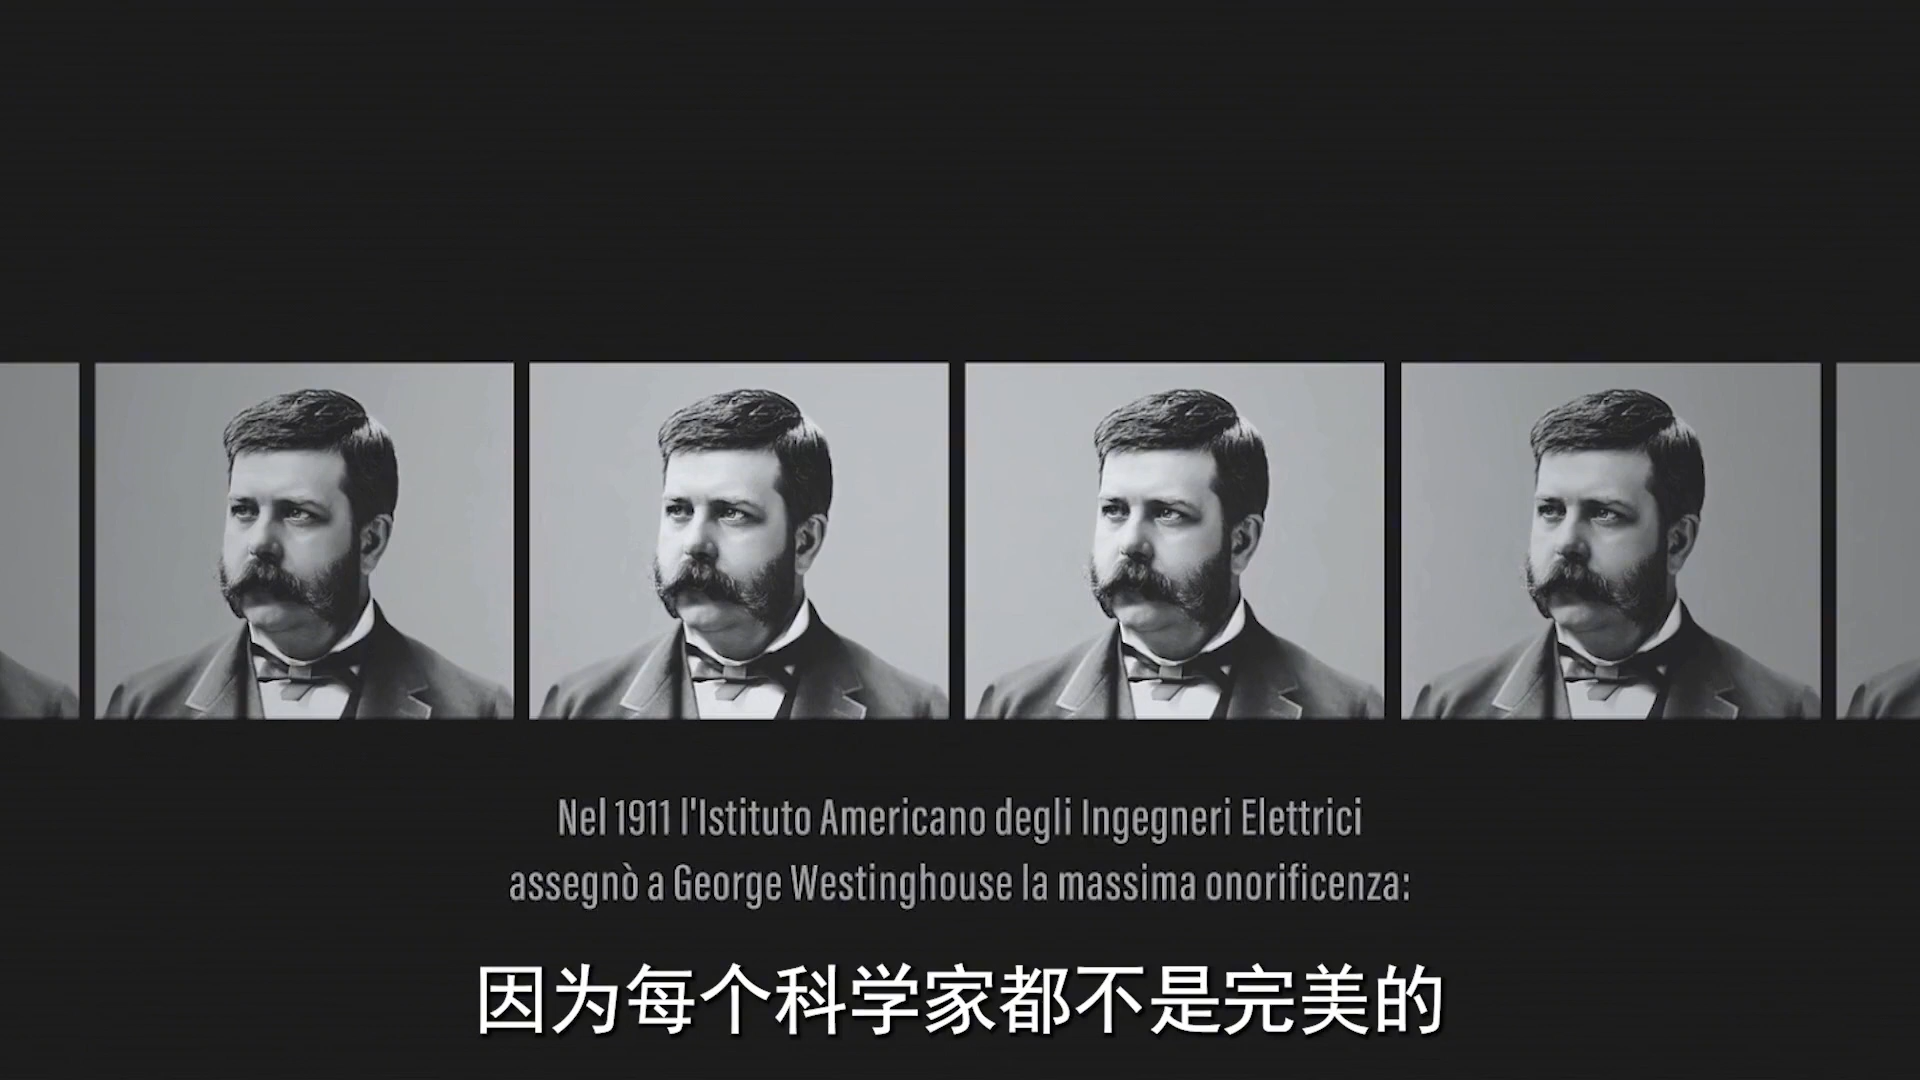 Nel 1911 l'Istituto Americano degli Ingegneri Elettrici
assegnò a George Westinghouse la massima onorificenza:
因为每个科学家都不是完美的